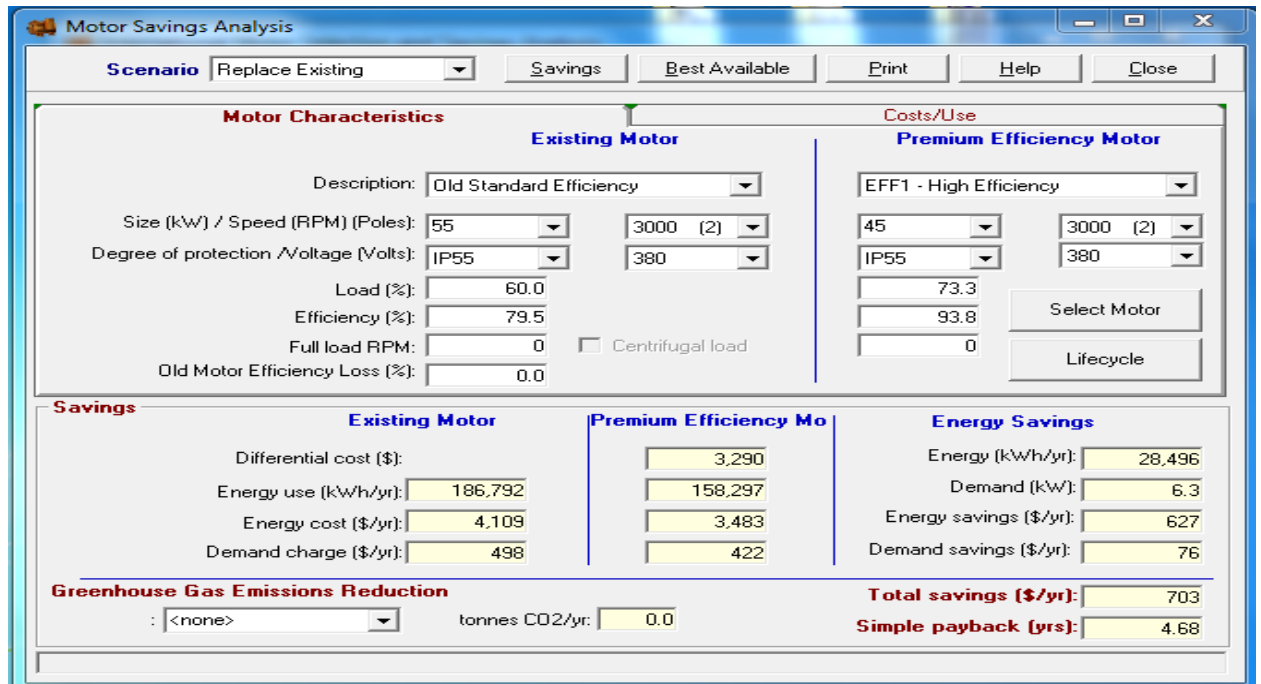 Motor Savings Analysis
Scenario Replace Existing Savings Best Available Print Help Close
Motor Characteristics Costs/Use
Existing Motor Premium Efficiency Motor
Description: Old Standard Efficiency EFF1 - High Efficiency
Size (kW) / Speed (RPM) (Poles): 55 3000 (2) 45 3000 (2)
Degree of protection /Voltage (Volts): IP55 380 IP55 380
Load (%): 60.0 73.3
Efficiency (%): 79.5 93.8 Select Motor
Full load RPM: 0 Centrifugal load 0
Old Motor Efficiency Loss (%): 0.0 Lifecycle
Savings
Existing Motor Premium Efficiency Mo Energy Savings
Differential cost ($): 3,290 Energy (kWh/yr): 28,496
Energy use (kWh/yr): 186,792 158,297 Demand (kW): 6.3
Energy cost ($/yr): 4,109 3,483 Energy savings ($/yr): 627
Demand charge ($/yr): 498 422 Demand savings ($/yr): 76
Greenhouse Gas Emissions Reduction Total savings ($/yr): 703
: <none> tonnes CO2/yr: 0.0 Simple payback (yrs): 4.68